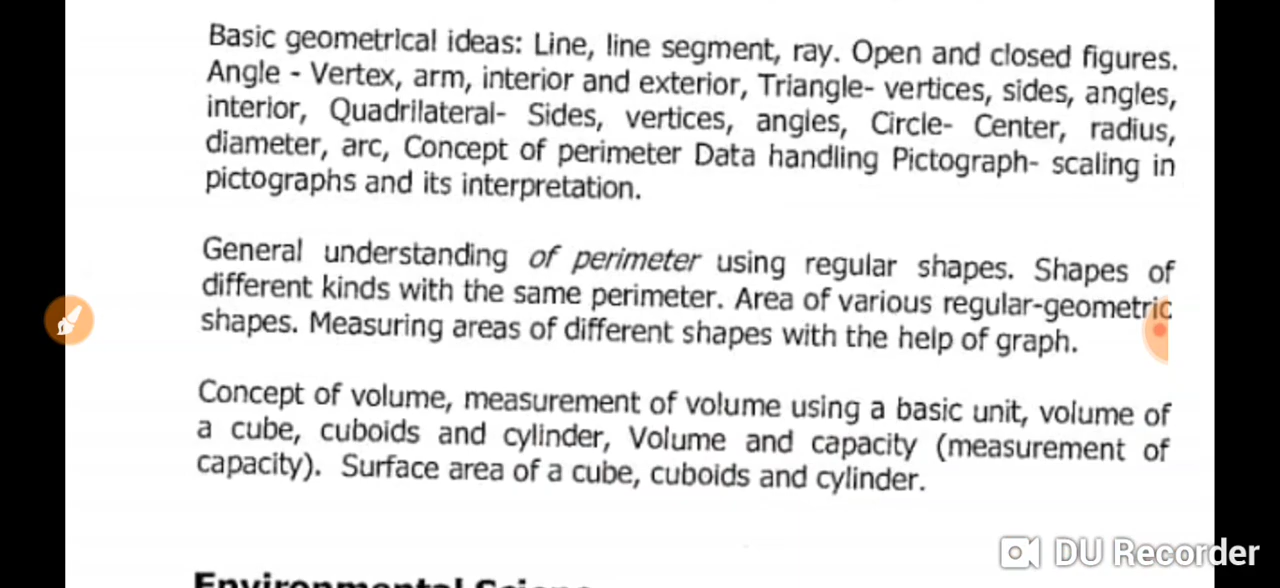 Basic geometrical ideas: Line, line segment, ray. Open and closed figures.
Angle - Vertex, arm, interior and exterior, Triangle- vertices, sides, angles,
interior, Quadrilateral- Sides, vertices, angles, Circle- Center, radius,
diameter, arc, Concept of perimeter Data handling Pictograph- scaling in
pictographs and its interpretation.
General understanding of perimeter using regular shapes. Shapes of
different kinds with the same perimeter. Area of various regular-geometric
shapes. Measuring areas of different shapes with the help of graph.
Concept of volume, measurement of volume using a basic unit, volume of
a cube, cuboids and cylinder, Volume and capacity (measurement of
capacity). Surface area of a cube, cuboids and cylinder.
DU Recorder